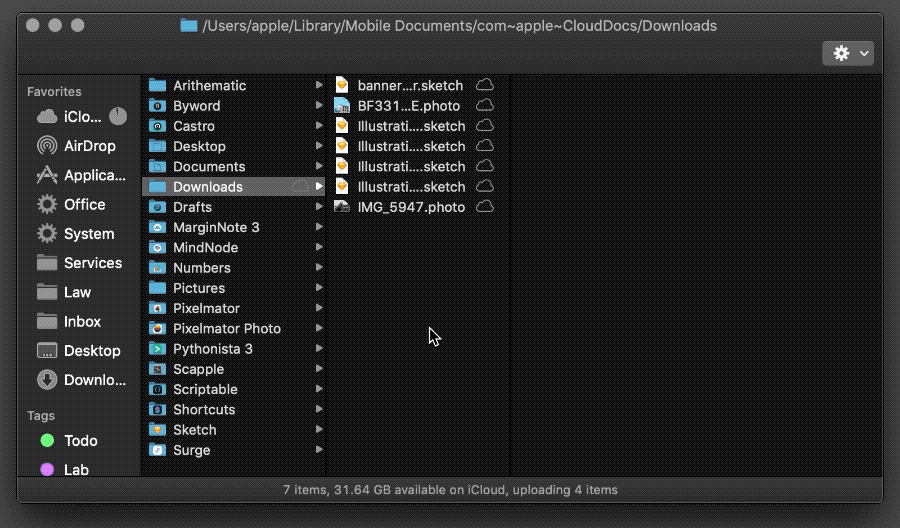 /Users/apple/Library/Mobile Documents/com~apple~CloudDocs/Downloads
Favorites
iClo...
AirDrop
Applica...
Office
System
Services
Law
Inbox
Desktop
Downlo...
Tags
Todo
Lab
Arithematic
Byword
Castro
Desktop
Documents
Downloads
Drafts
MarginNote 3
MindNode
Numbers
Pictures
Pixelmator
Pixelmator Photo
Pythonista 3
Scapple
Scriptable
Shortcuts
Sketch
Surge
banner...r.sketch
BF331...E.photo
Illustrati....sketch
Illustrati....sketch
Illustrati....sketch
Illustrati....sketch
IMG_5947.photo
7 items, 31.64 GB available on iCloud, uploading 4 items